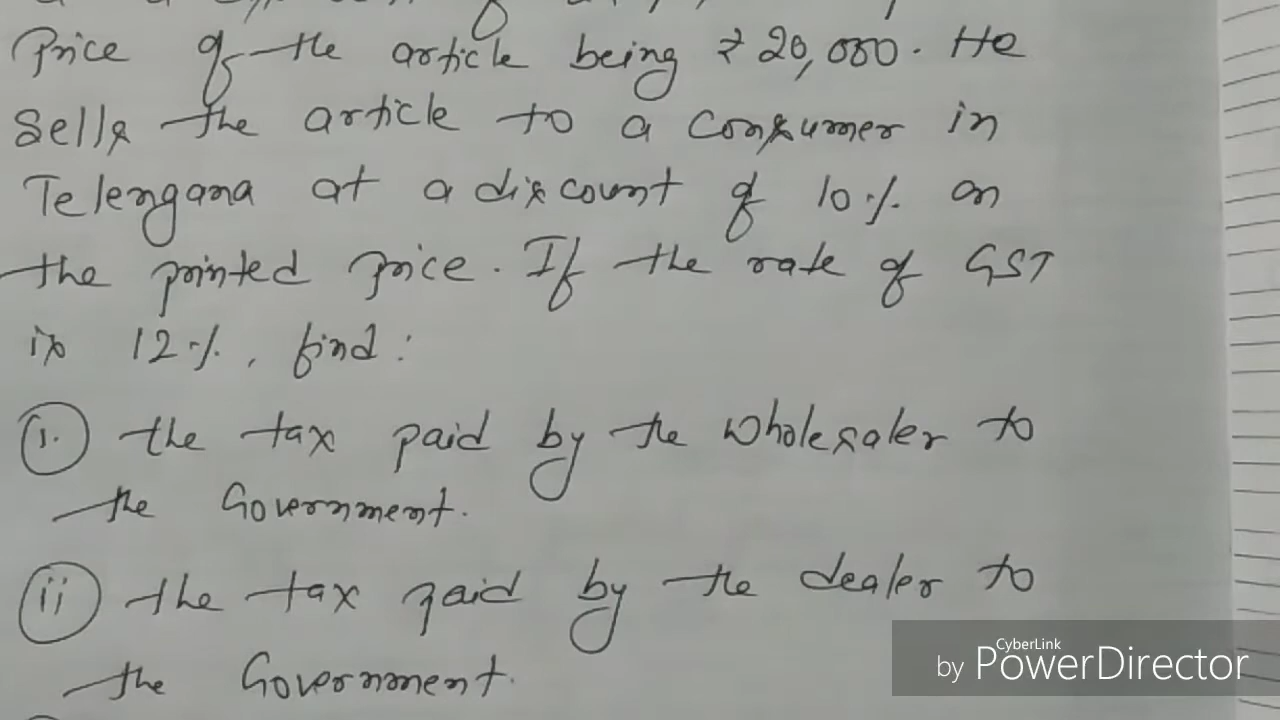 Price of the article being ₹ 20,000. He
sells the article to a consumer in
Telengana at a discount of 10% on
the printed price. If the rate of GST
is 12%, find:
(i). the tax paid by the wholesaler to
the Government.
(ii) the tax paid by the dealer to
the Government.
CyberLink
by PowerDirector